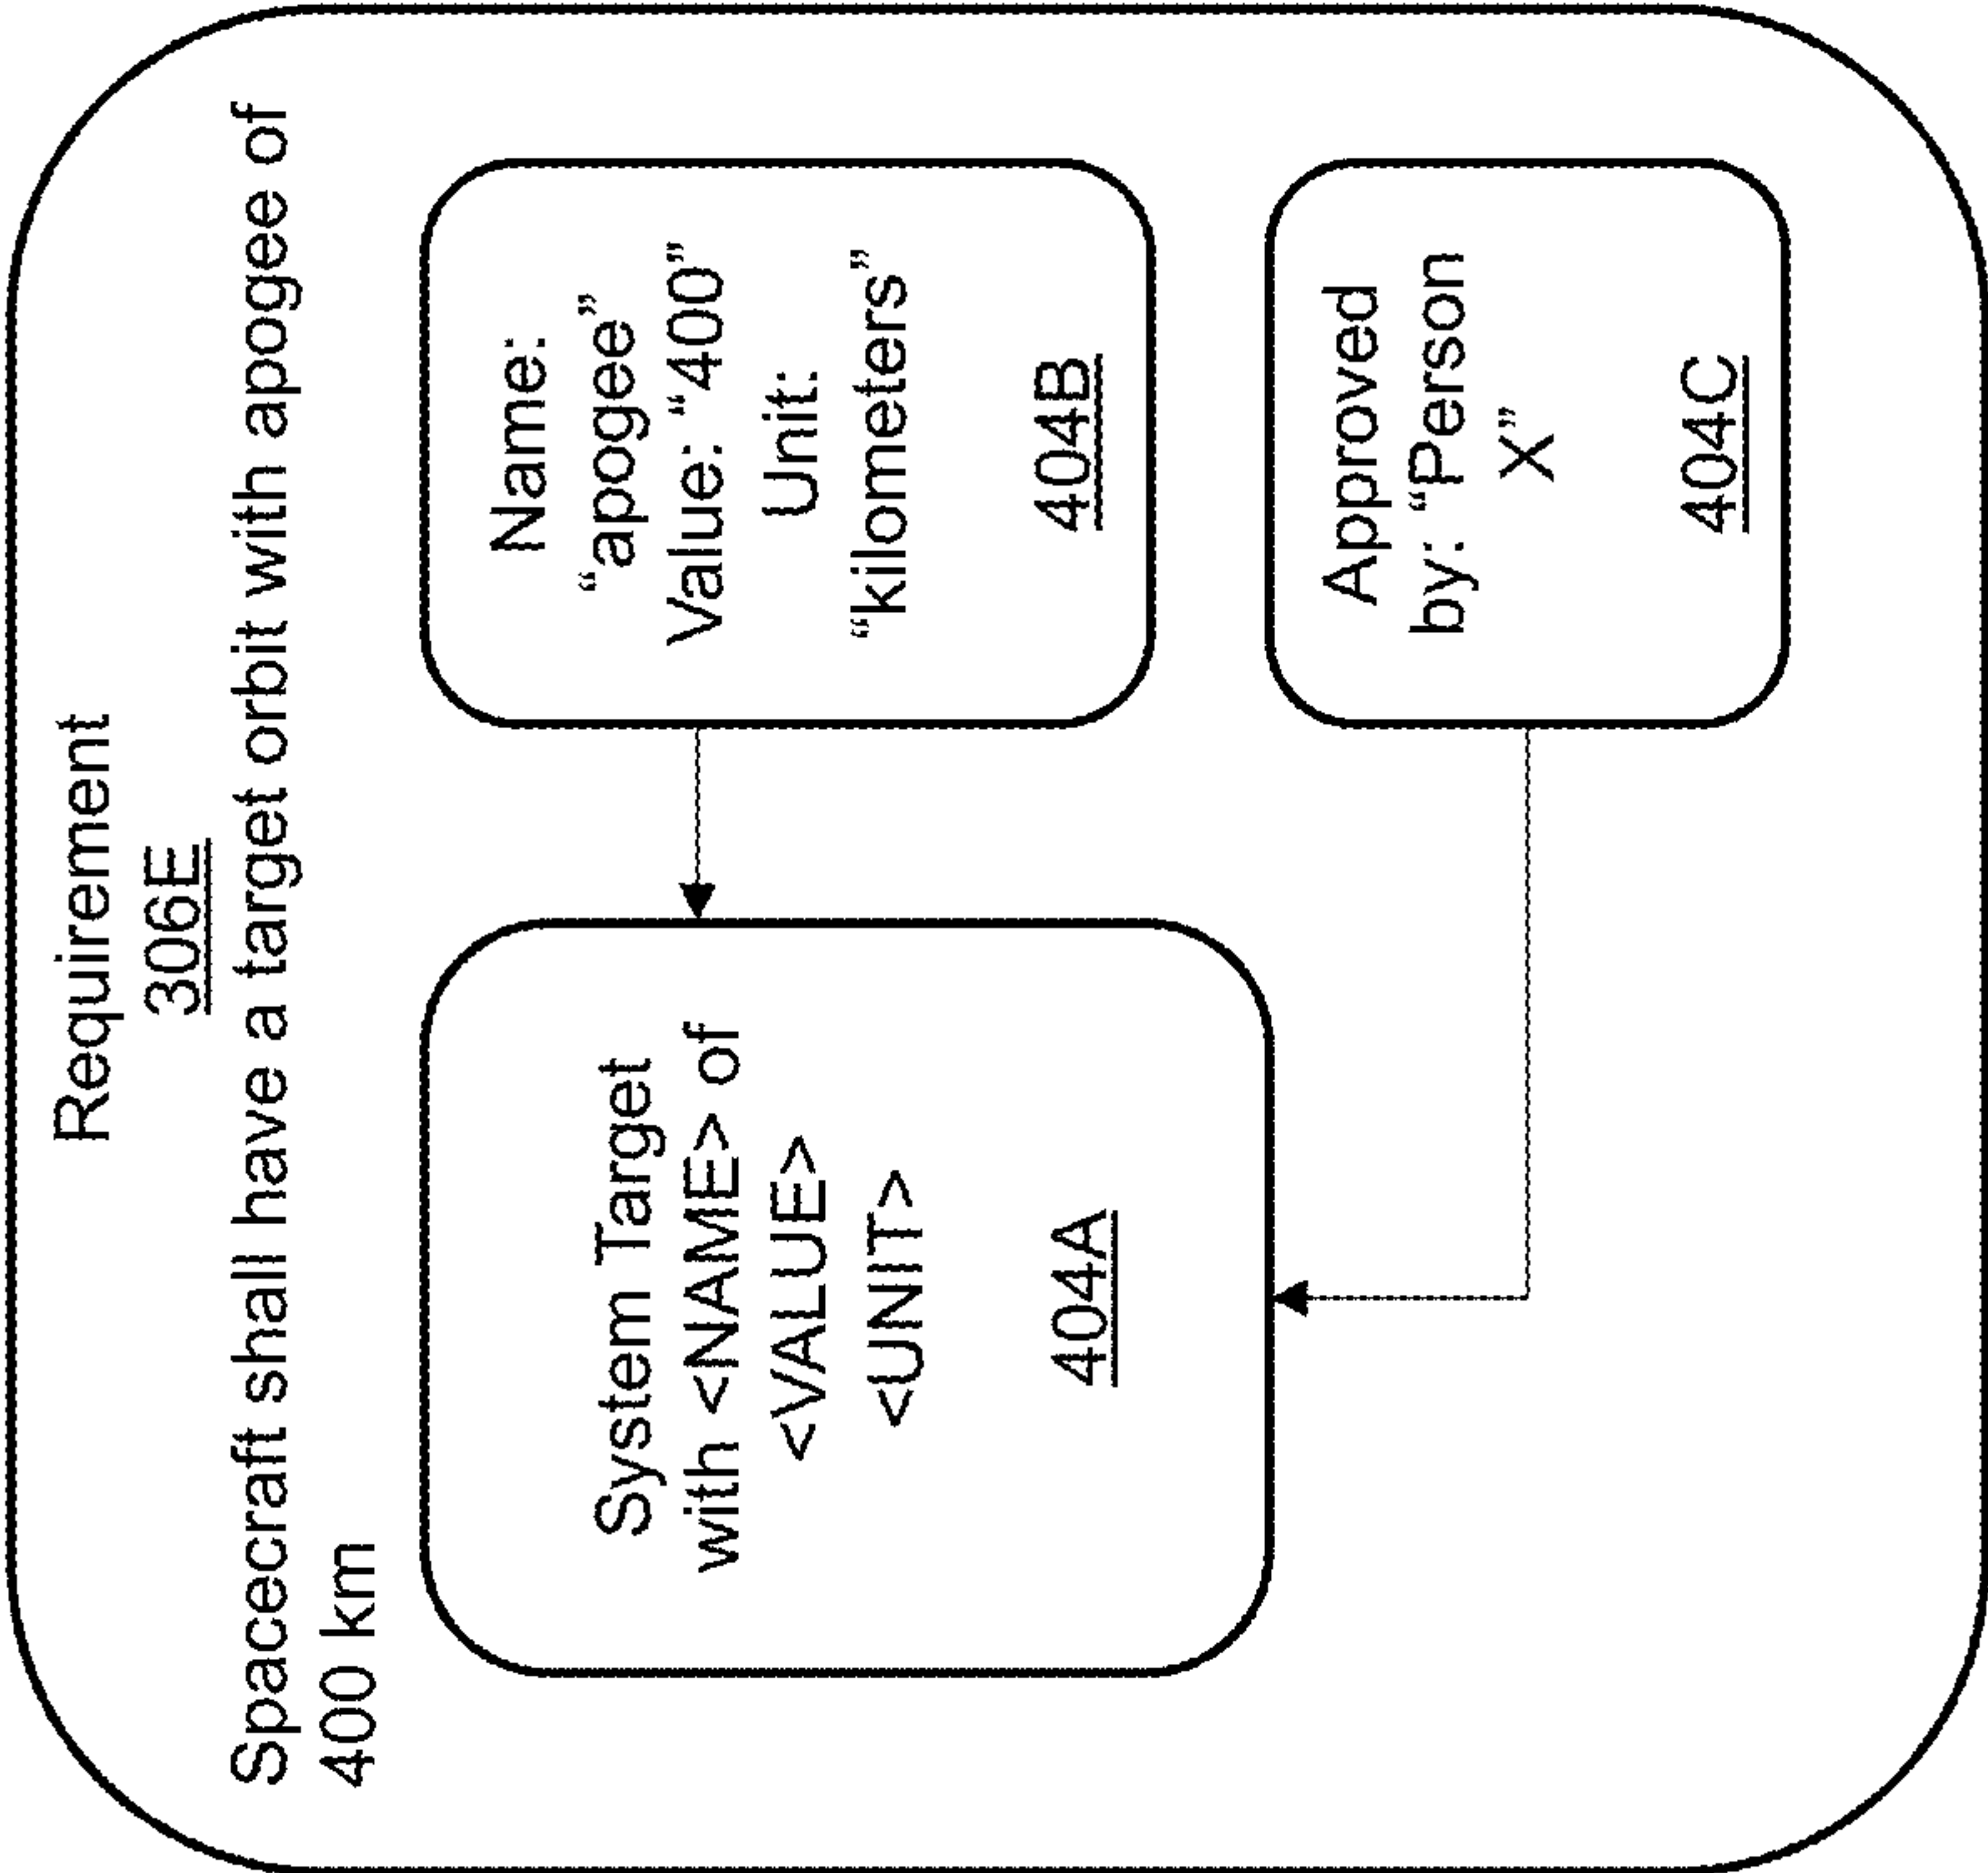 Requirement
306E
Spacecraft shall have a target orbit with apogee of
400 km
System Target
with <NAME> of
<VALUE>
<UNIT>
404A
Name:
“apogee”
Value: “400”
Unit:
“kilometers”
404B
Approved
by: “Person
X”
404C